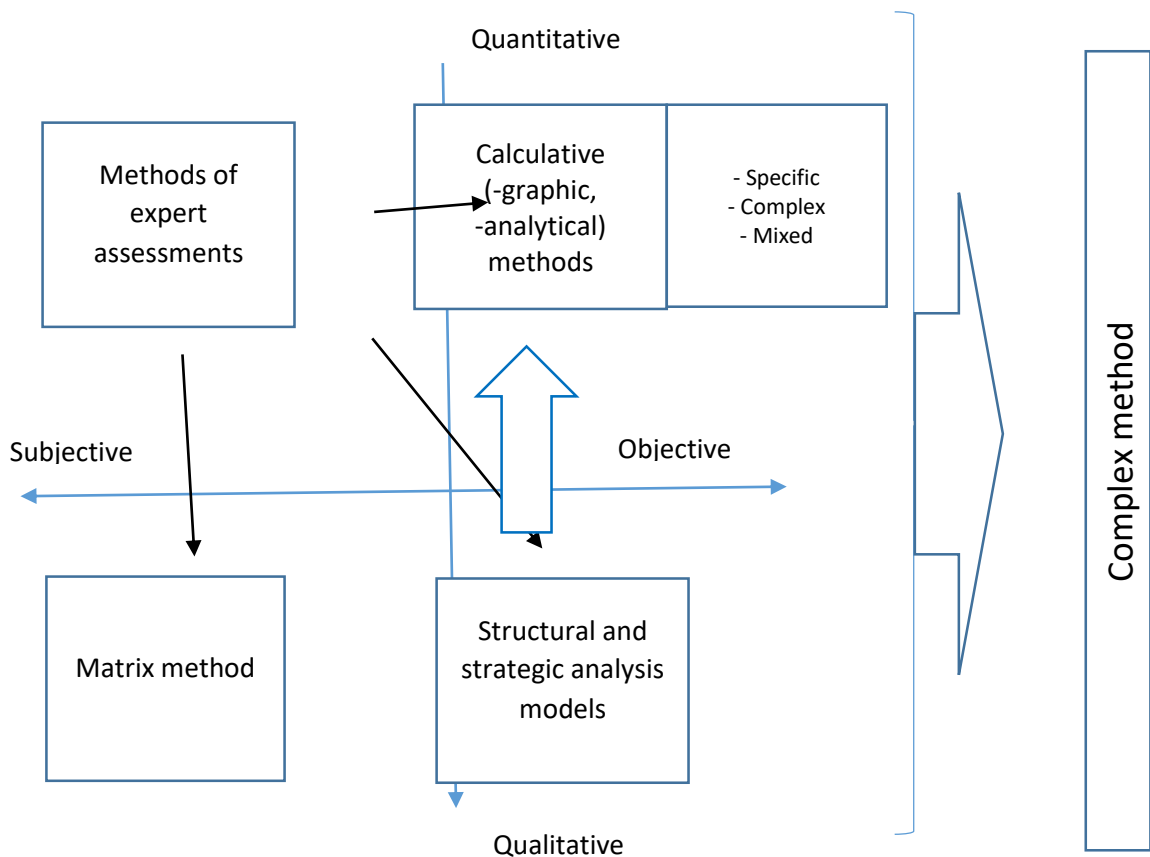 Quantitative
Methods of
expert
assessments
Calculative
(-graphic,
-analytical)
methods
- Specific
- Complex
- Mixed
Subjective
Objective
Matrix method
Structural and
strategic analysis
models
Qualitative
Complex method